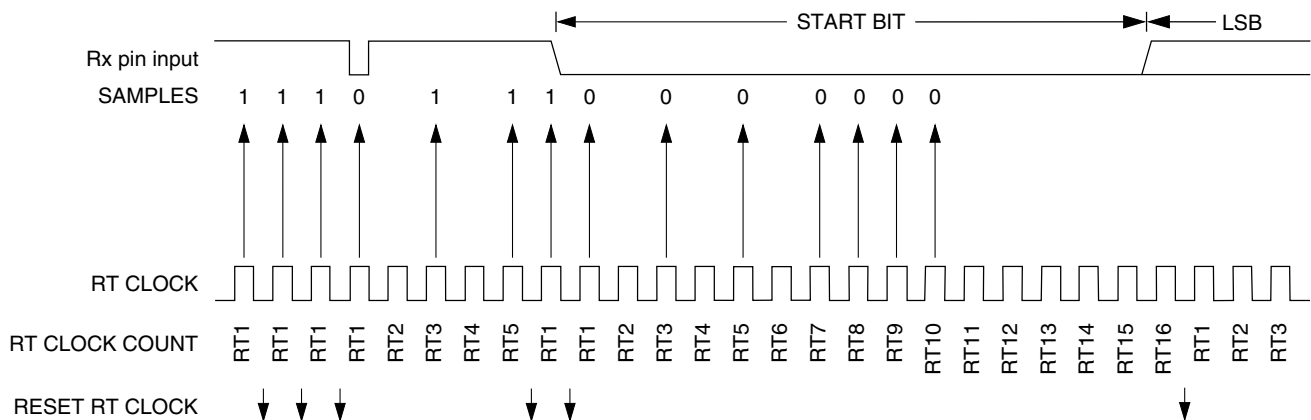 START BIT LSB
Rx pin input
SAMPLES 1 1 1 0 1 1 1 0 0 0 0 0 0 0
RT CLOCK
RT CLOCK COUNT RT1 RT1 RT1 RT1 RT2 RT3 RT4 RT5 RT1 RT1 RT2 RT3 RT4 RT5 RT6 RT7 RT8 RT9 RT10 RT11 RT12 RT13 RT14 RT15 RT16 RT1 RT2 RT3
RESET RT CLOCK